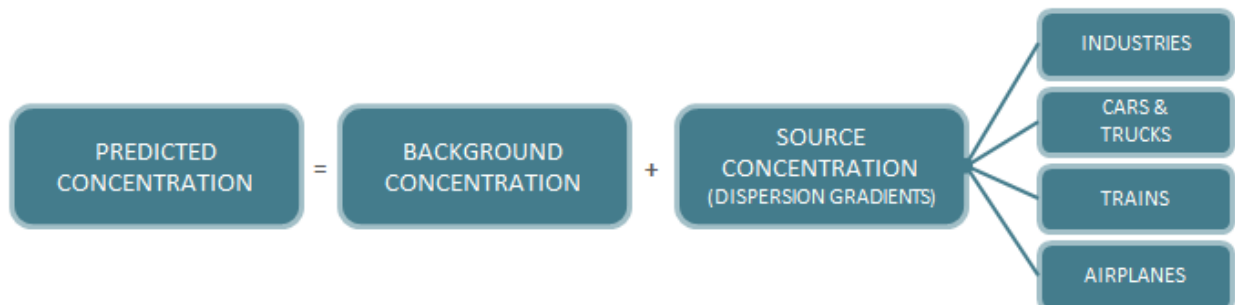 PREDICTED
CONCENTRATION
=
BACKGROUND
CONCENTRATION
+
SOURCE
CONCENTRATION
(DISPERSION GRADIENTS)
INDUSTRIES
CARS &
TRUCKS
TRAINS
AIRPLANES